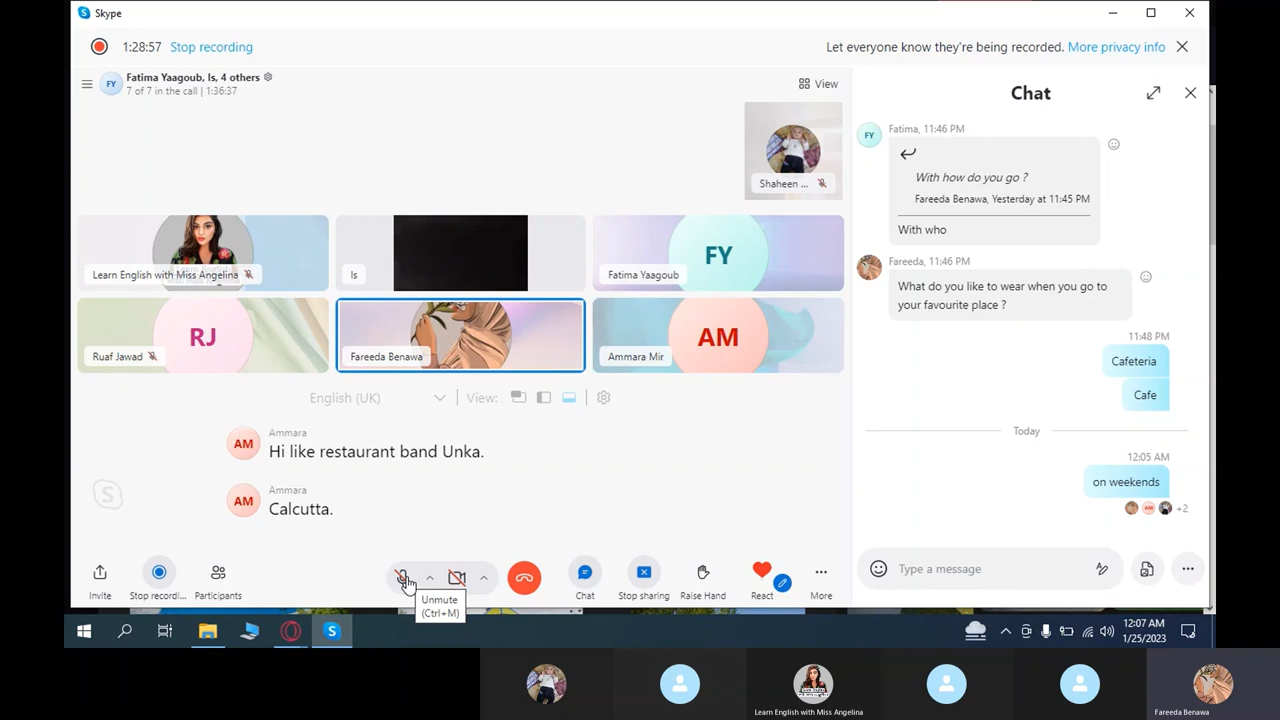 Skype
1:28:57 Stop recording
Let everyone know they're being recorded. More privacy info
FY
Fatima Yaagoub, Is, 4 others
7 of 7 in the call | 1:36:37
View
Shaheen ...
Learn English with Miss Angelina
Is
FY
Fatima Yaagoub
RJ
Ruaf Jawad
Fareeda Benawa
AM
Ammara Mir
English (UK)
View:
AM
Ammara
Hi like restaurant band Unka.
AM
Ammara
Calcutta.
Invite
Stop recordi...
Participants
Unmute
(Ctrl+M)
Chat
Stop sharing
Raise Hand
React
More
Chat
FY
Fatima, 11:46 PM
With how do you go ?
Fareeda Benawa, Yesterday at 11:45 PM
With who
Fareeda, 11:46 PM
What do you like to wear when you go to
your favourite place ?
11:48 PM
Cafeteria
Cafe
Today
12:05 AM
on weekends
AM
+2
Type a message
12:07 AM
1/25/2023
Learn English with Miss Angelina
Fareeda Benawa